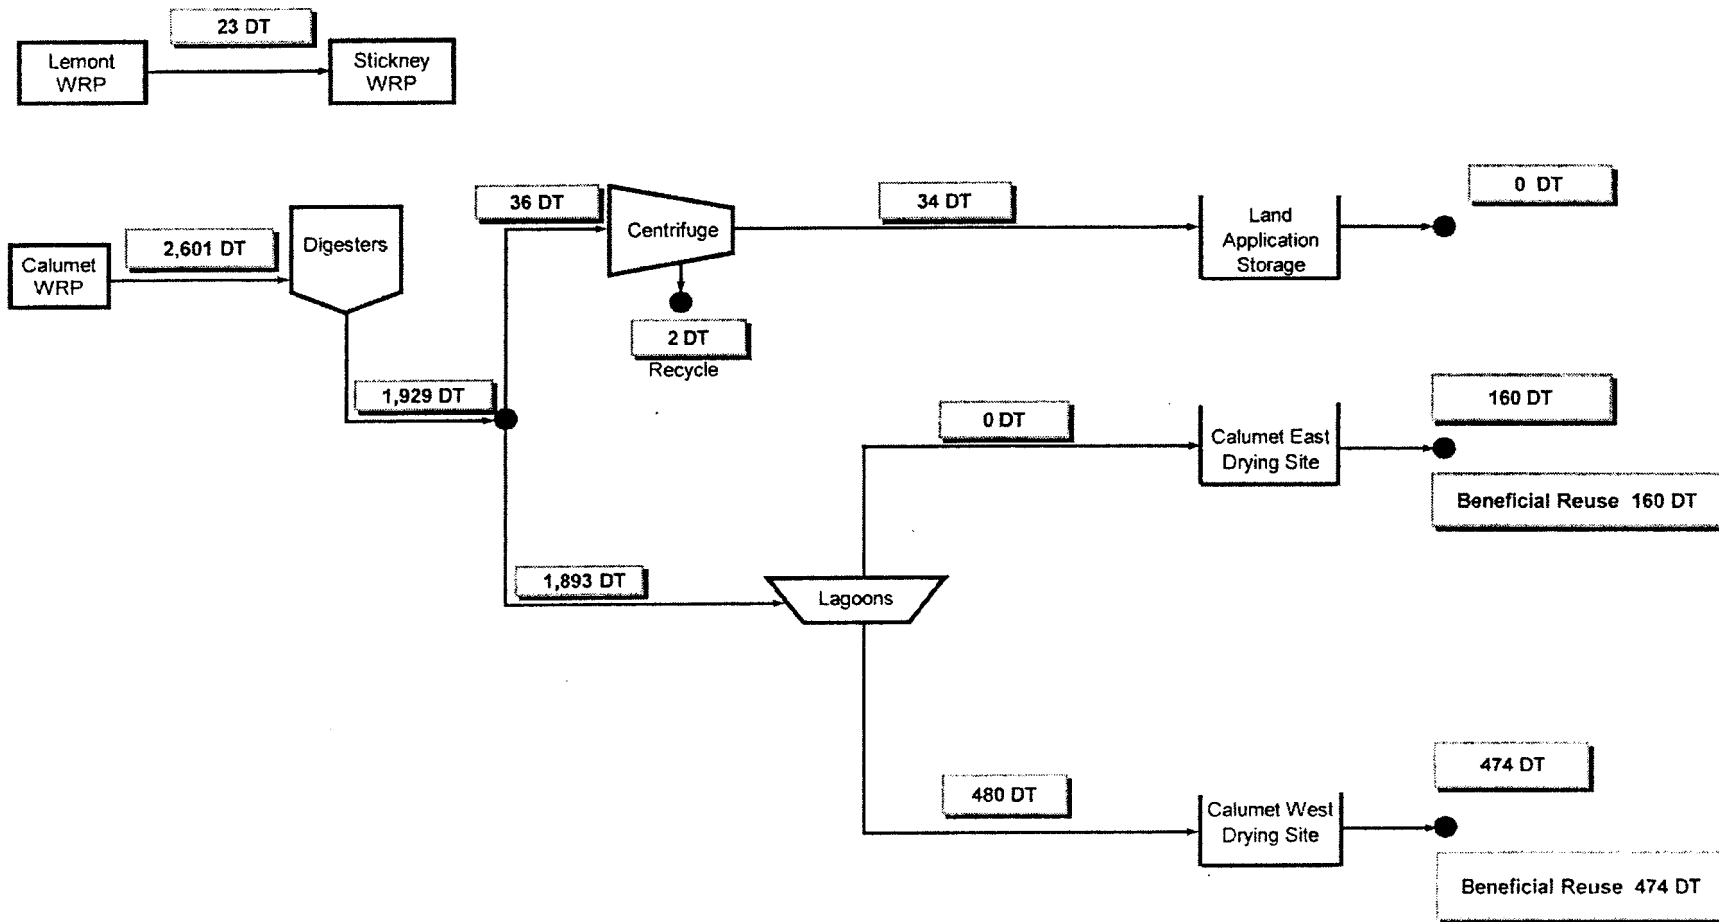 23 DT
Lemont
WRP
Stickney
WRP
36 DT
34 DT
0 DT
Centrifuge
Land
Application
Storage
2,601 DT
Digesters
Calumet
WRP
2 DT
Recycle
1,929 DT
0 DT
160 DT
Calumet East
Drying Site
Beneficial Reuse 160 DT
1,893 DT
Lagoons
480 DT
474 DT
Calumet West
Drying Site
Beneficial Reuse 474 DT